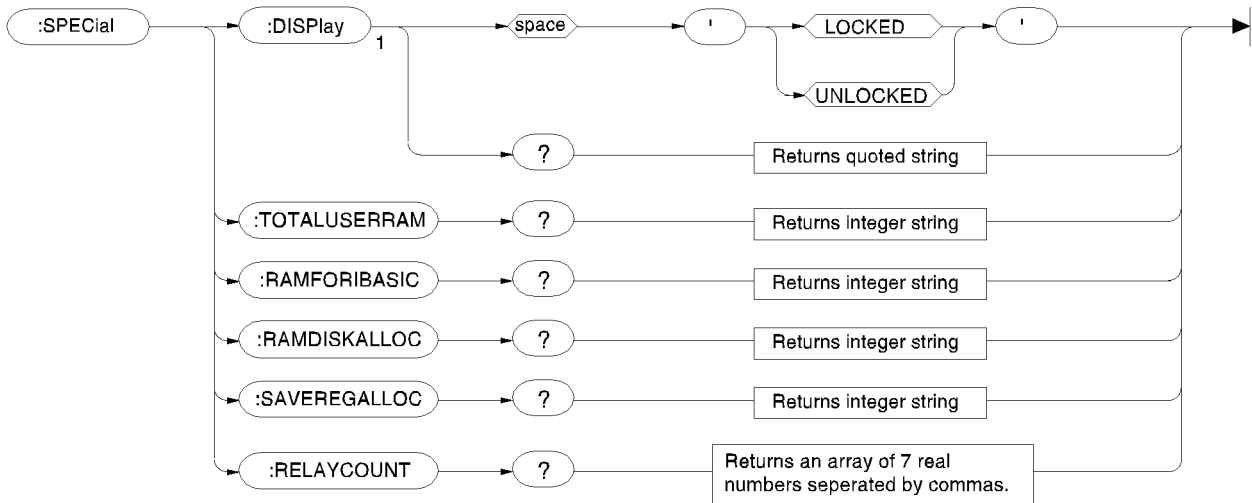 :SPECial :DISPlay 1 space ' LOCKED '
UNLOCKED
? Returns quoted string
:TOTALUSERRAM ? Returns integer string
:RAMFORIBASIC ? Returns integer string
:RAMDISKALLOC ? Returns integer string
:SAVEREGALLOC ? Returns integer string
:RELAYCOUNT ? Returns an array of 7 real
numbers seperated by commas.